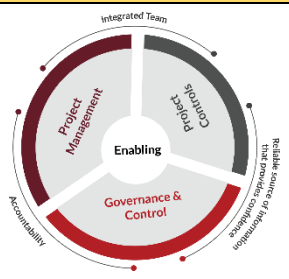 Integrated Team
Project
Management
Project
Controls
Enabling
Governance &
Control
Accountability
Reliable source of information
that provides confidence